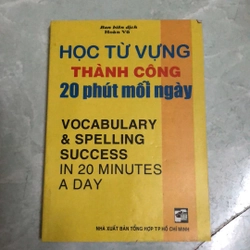 Ban biên dịch
Hoàn Vũ
HỌC TỪ VỰNG
THÀNH CÔNG
20 phút mỗi ngày
VOCABULARY
& SPELLING
SUCCESS
IN 20 MINUTES
A DAY
NHÀ XUẤT BẢN TỔNG HỢP TP HỒ CHÍ MINH